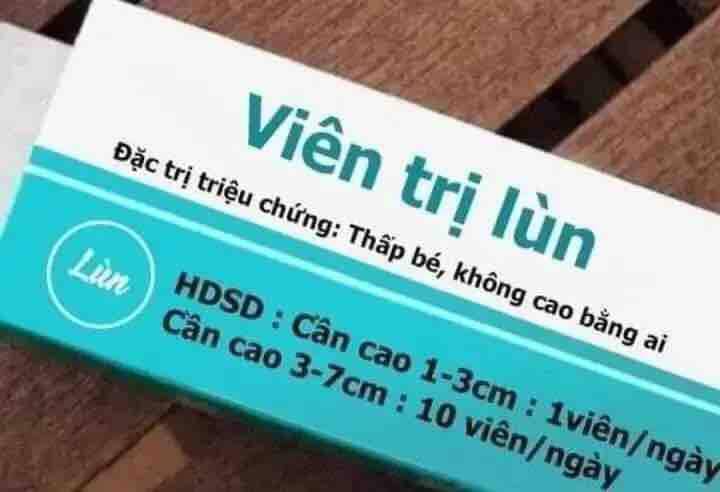 Viên trị lùn
Đặc trị triệu chứng: Thấp bé, không cao bằng ai
Lùn
HDSD : Cần cao 1-3cm : 1viên/ngày
Cần cao 3-7cm : 10 viên/ngày